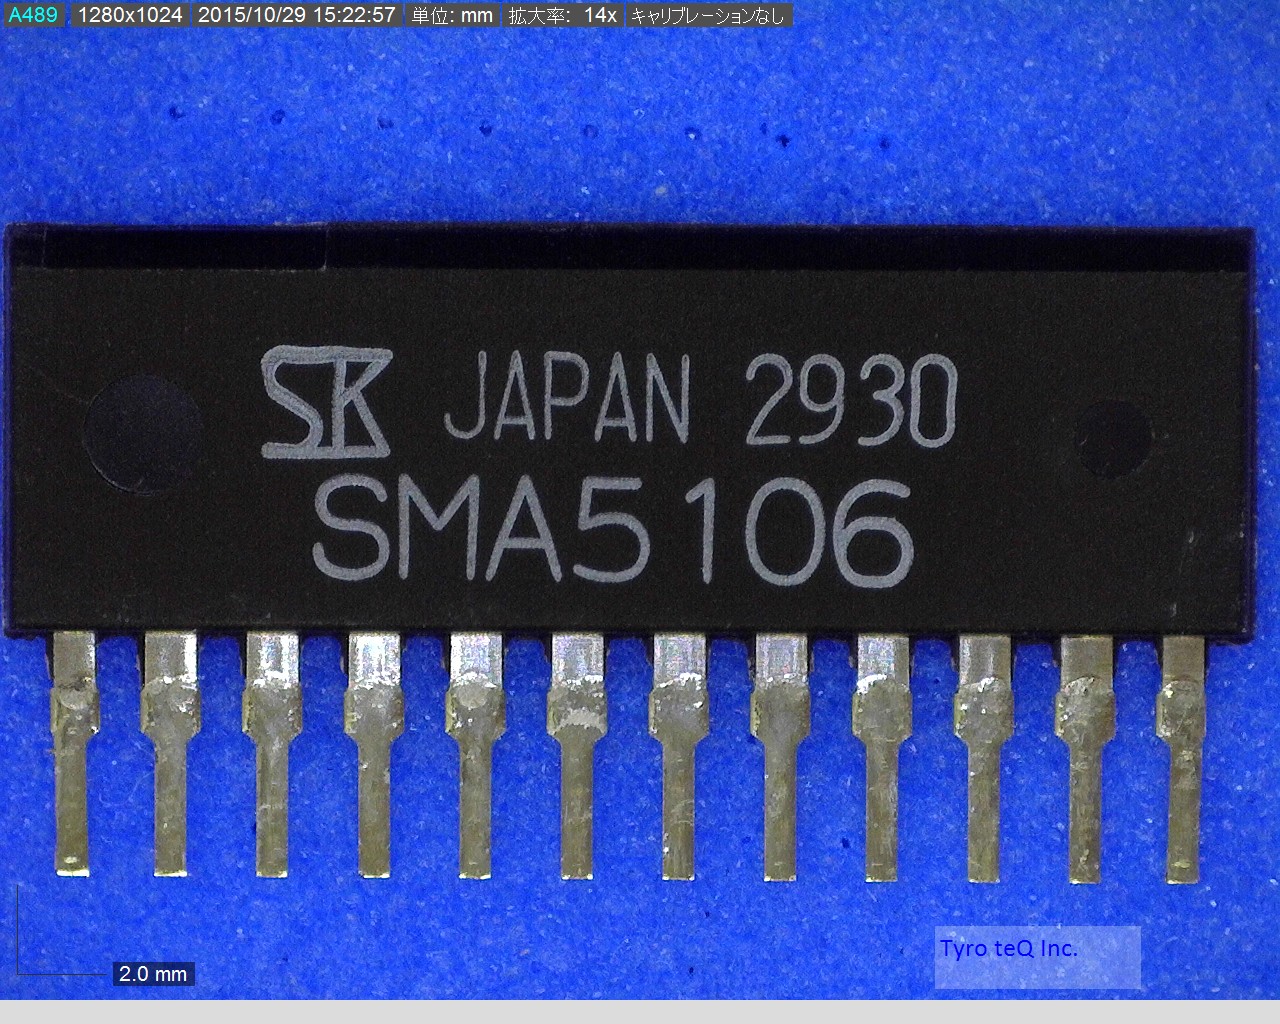 A489 1280x1024 2015/10/29 15:22:57 単位: mm 拡大率: 14x キャリブレーションなし
SK JAPAN 2930
SMA5106
2.0 mm
Tyro teQ Inc.